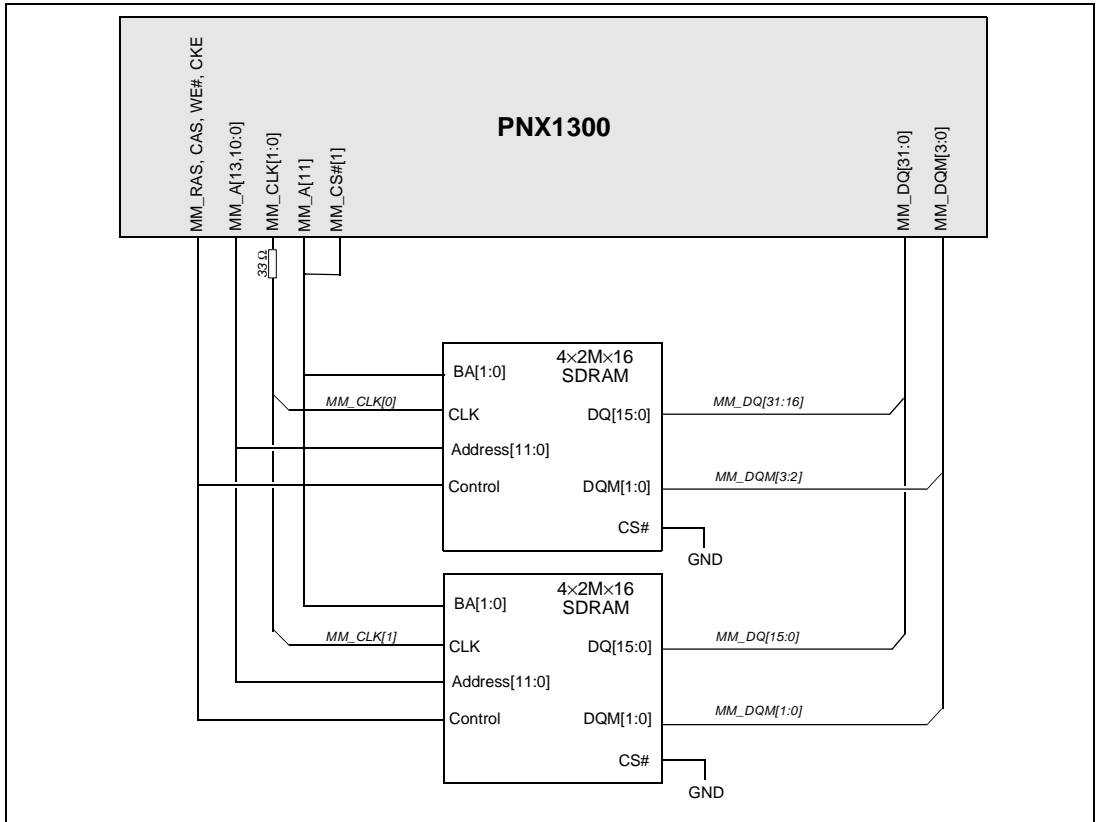 PNX1300
MM_RAS, CAS, WE#, CKE
MM_A[13,10:0]
MM_CLK[1:0]
MM_A[11]
MM_CS#[1]
MM_DQ[31:0]
MM_DQM[3:0]
33 Ω
4×2M×16
SDRAM
BA[1:0]
MM_CLK[0]
CLK
DQ[15:0]
MM_DQ[31:16]
Address[11:0]
Control
DQM[1:0]
MM_DQM[3:2]
CS#
GND
4×2M×16
SDRAM
BA[1:0]
MM_CLK[1]
CLK
DQ[15:0]
MM_DQ[15:0]
Address[11:0]
Control
DQM[1:0]
MM_DQM[1:0]
CS#
GND